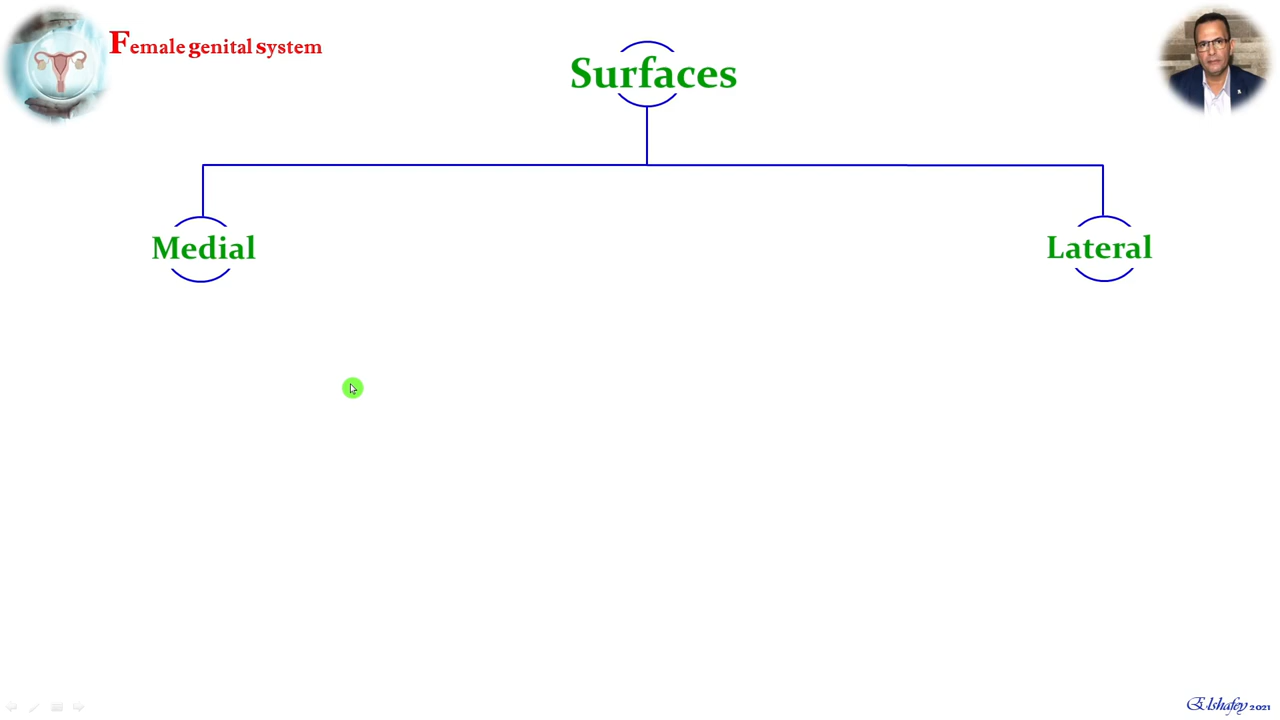 Female genital system
Surfaces
Medial
Lateral
Elshafey 2021